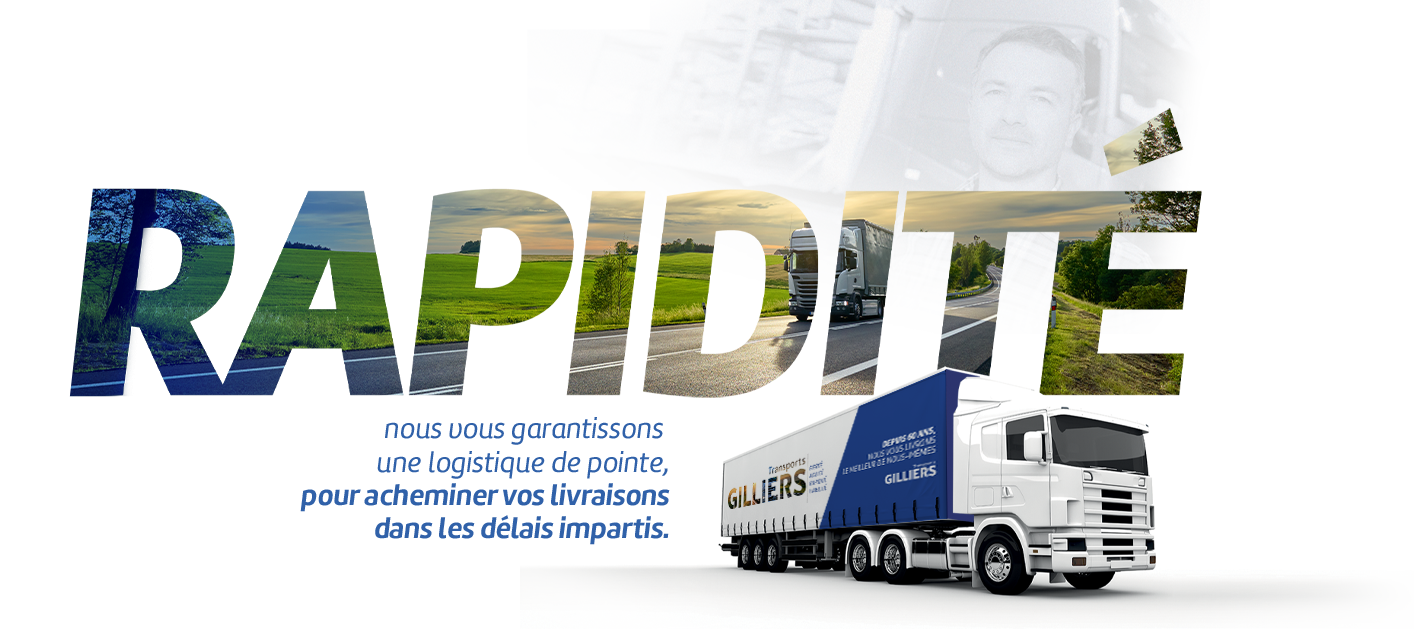 RAPIDITÉ
nous vous garantissons
une logistique de pointe,
pour acheminer vos livraisons
dans les délais impartis.
DEPUIS 60 ANS,
NOUS VOUS LIVRONS
LE MEILLEUR DE NOUS-MÊMES
Transports
GILLIERS
Transports
GILLIERS